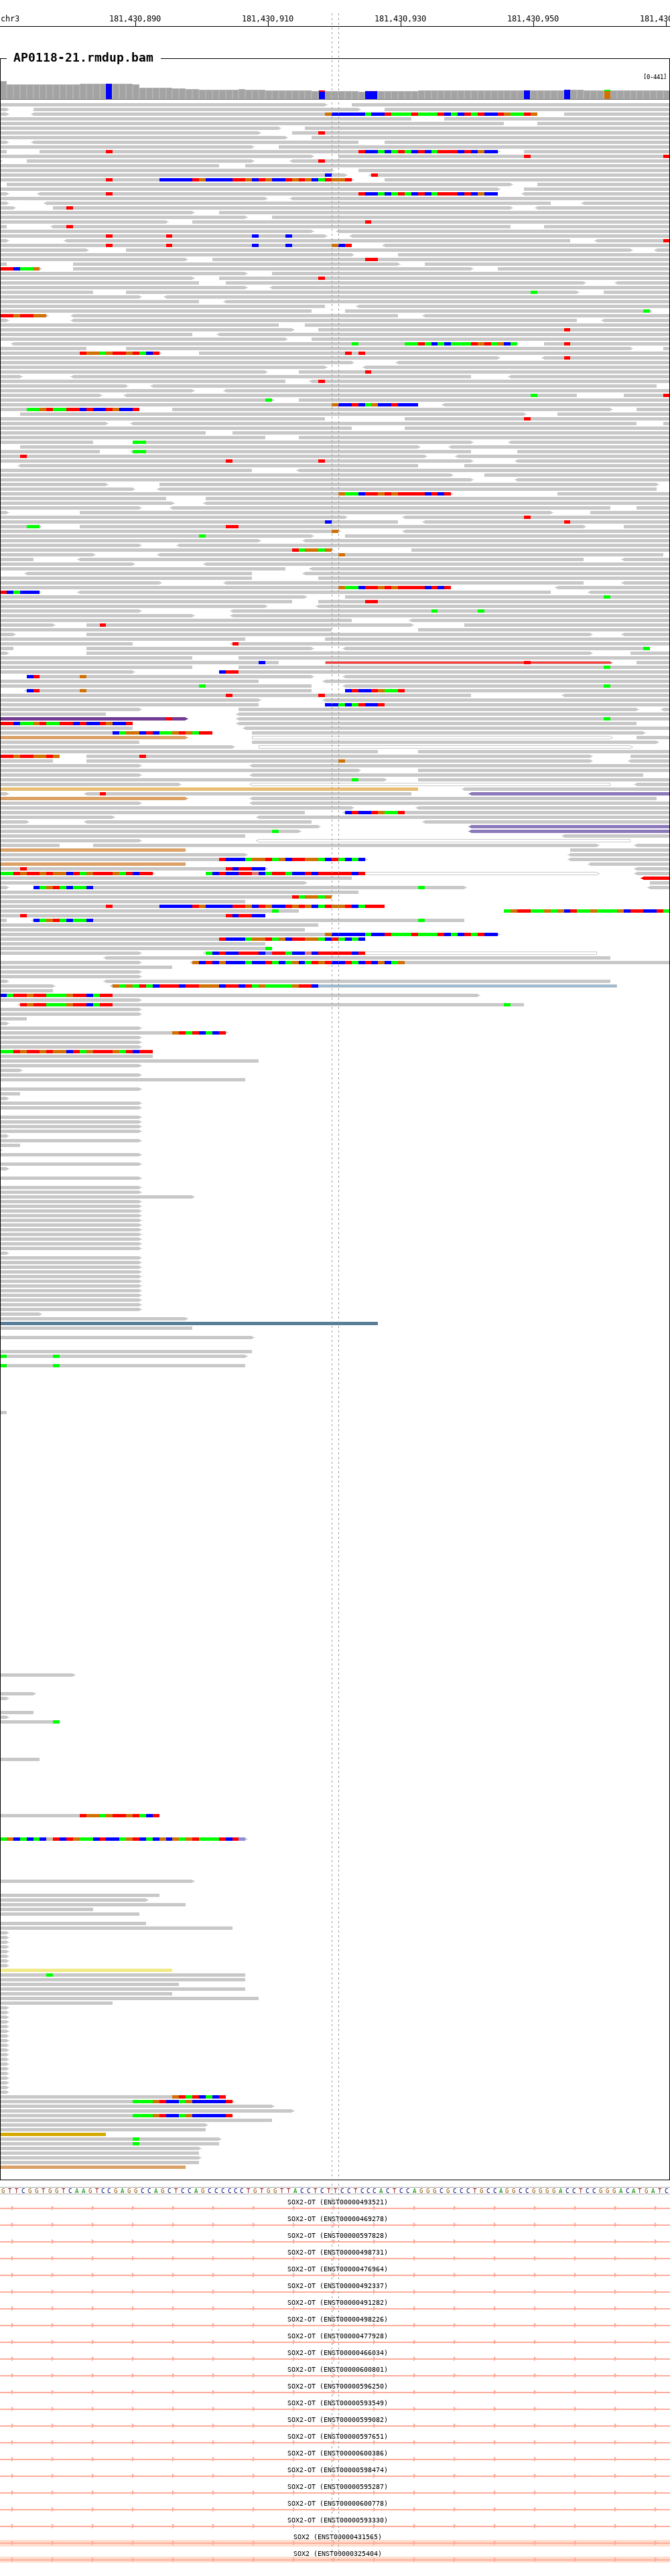 chr3 181,430,890 181,430,910 181,430,930 181,430,950
AP0118-21.rmdup.bam
[0-441]
GTTCGGTGGTCAAGTCCGAGGCCAGCTCCAGCCCCCCTGTGGTTACCTCTTCCTCCCACTCCAGGGCGCCCTGCCAGGCCGGGGACCTCCGGGACATGATC
SOX2-OT (ENST00000493521)
SOX2-OT (ENST00000469278)
SOX2-OT (ENST00000597828)
SOX2-OT (ENST00000498731)
SOX2-OT (ENST00000476964)
SOX2-OT (ENST00000492337)
SOX2-OT (ENST00000491282)
SOX2-OT (ENST00000498226)
SOX2-OT (ENST00000477928)
SOX2-OT (ENST00000466034)
SOX2-OT (ENST00000600801)
SOX2-OT (ENST00000596250)
SOX2-OT (ENST00000593549)
SOX2-OT (ENST00000599082)
SOX2-OT (ENST00000597651)
SOX2-OT (ENST00000600386)
SOX2-OT (ENST00000598474)
SOX2-OT (ENST00000595287)
SOX2-OT (ENST00000600778)
SOX2-OT (ENST00000593330)
SOX2 (ENST00000431565)
SOX2 (ENST00000325404)